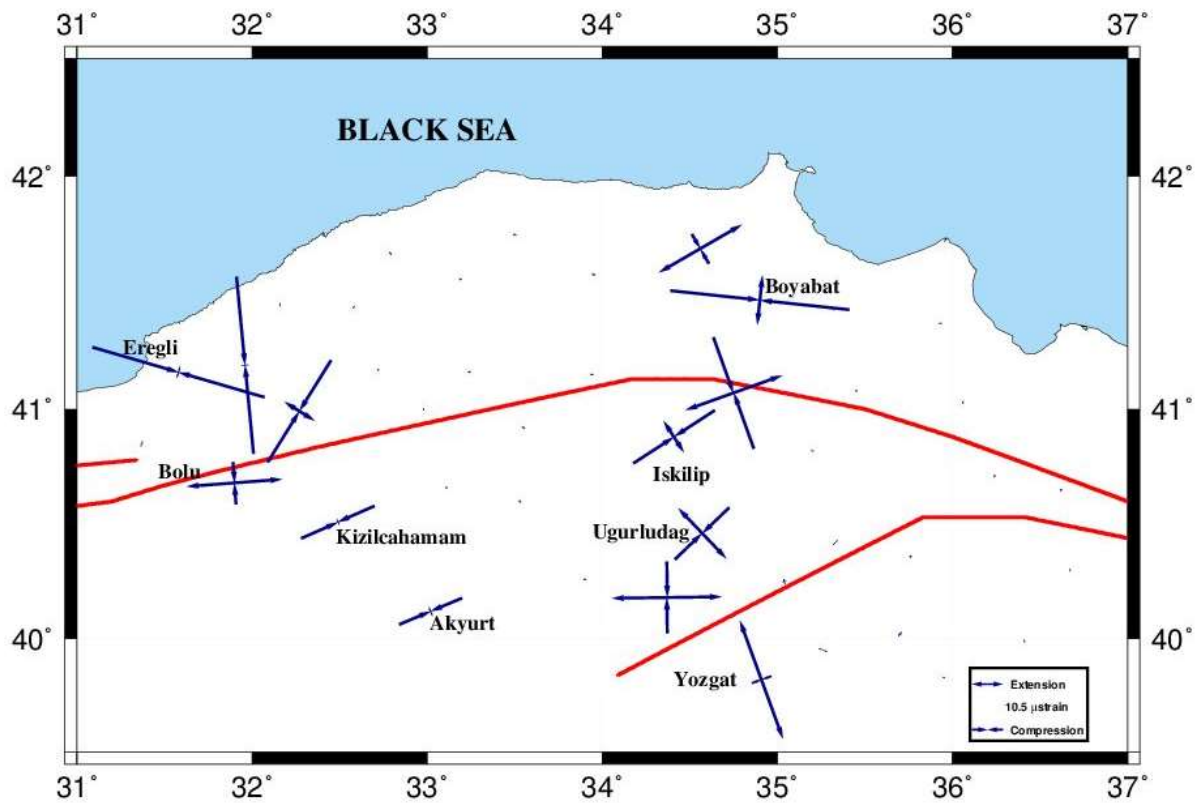 31° 32° 33° 34° 35° 36° 37°
BLACK SEA
42° 42°
Boyabat
Eregli
41° 41°
Bolu
Iskilip
Ugurludag
Kizilcahamam
Akyurt
40° 40°
Yozgat
Extension
10.5 µstrain
Compression
31° 32° 33° 34° 35° 36° 37°